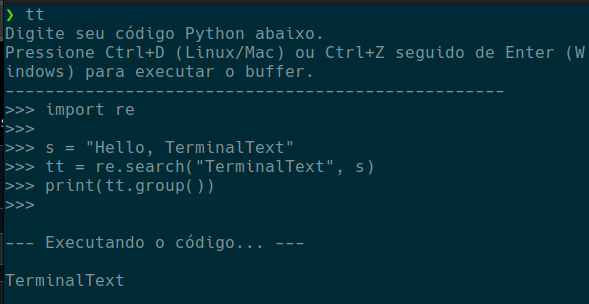 ❯ tt
Digite seu código Python abaixo.
Pressione Ctrl+D (Linux/Mac) ou Ctrl+Z seguido de Enter (W
indows) para executar o buffer.
--------------------------------------------------
>>> import re
>>>
>>> s = "Hello, TerminalText"
>>> tt = re.search("TerminalText", s)
>>> print(tt.group())
>>>
--- Executando o código... ---
TerminalText